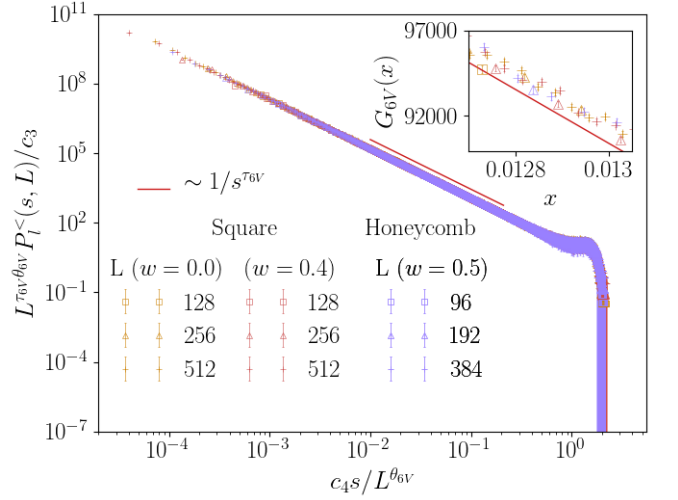 10^11
10^8
10^5
10^2
10^-1
10^-4
10^-7
L^{τ_{6V}θ_{6V}} P_l^<(s, L)/c_3
97000
92000
G_{6V}(x)
0.0128 0.013
x
∼ 1/s^{τ_{6V}}
Square Honeycomb
L (w = 0.0) (w = 0.4) L (w = 0.5)
128 128 96
256 256 192
512 512 384
10^-4 10^-3 10^-2 10^-1 10^0
c_4 s/L^{θ_{6V}}